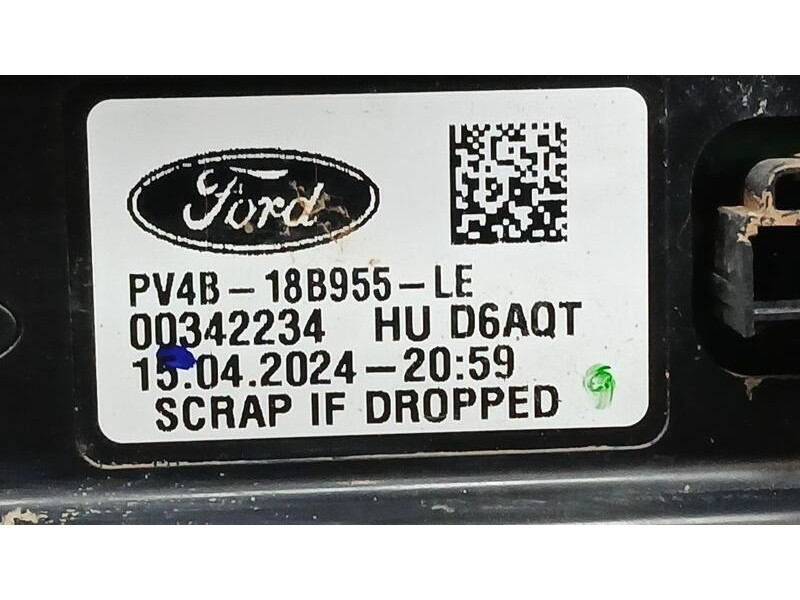 Ford
PV4B-18B955-LE
00342234 HU D6AQT
15.04.2024-20:59
SCRAP IF DROPPED